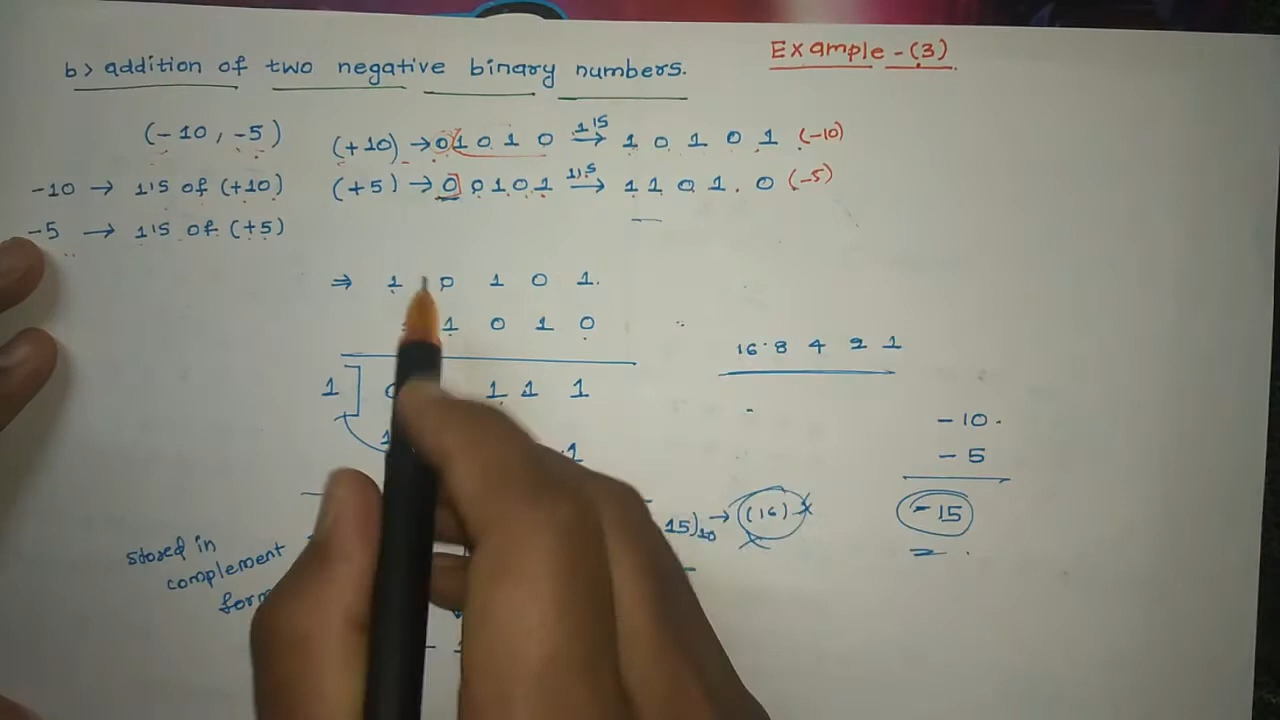 Example-(3)
b> addition of two negative binary numbers.
(-10, -5)
(+10) → 0 1 0 1 0 1'S → 1 0 1 0 1 (-10)
-10 → 1'S of (+10)
(+5) → 0 0 1 0 1 1'S → 1 1 0 1 0 (-5)
-5 → 1'S of (+5)
⇒ 1 0 1 0 1
1 0 1 0
16 8 4 2 1
1] 1 1 1
1 1
-10
-5
15)10 → (16)
-15
stored in
complement